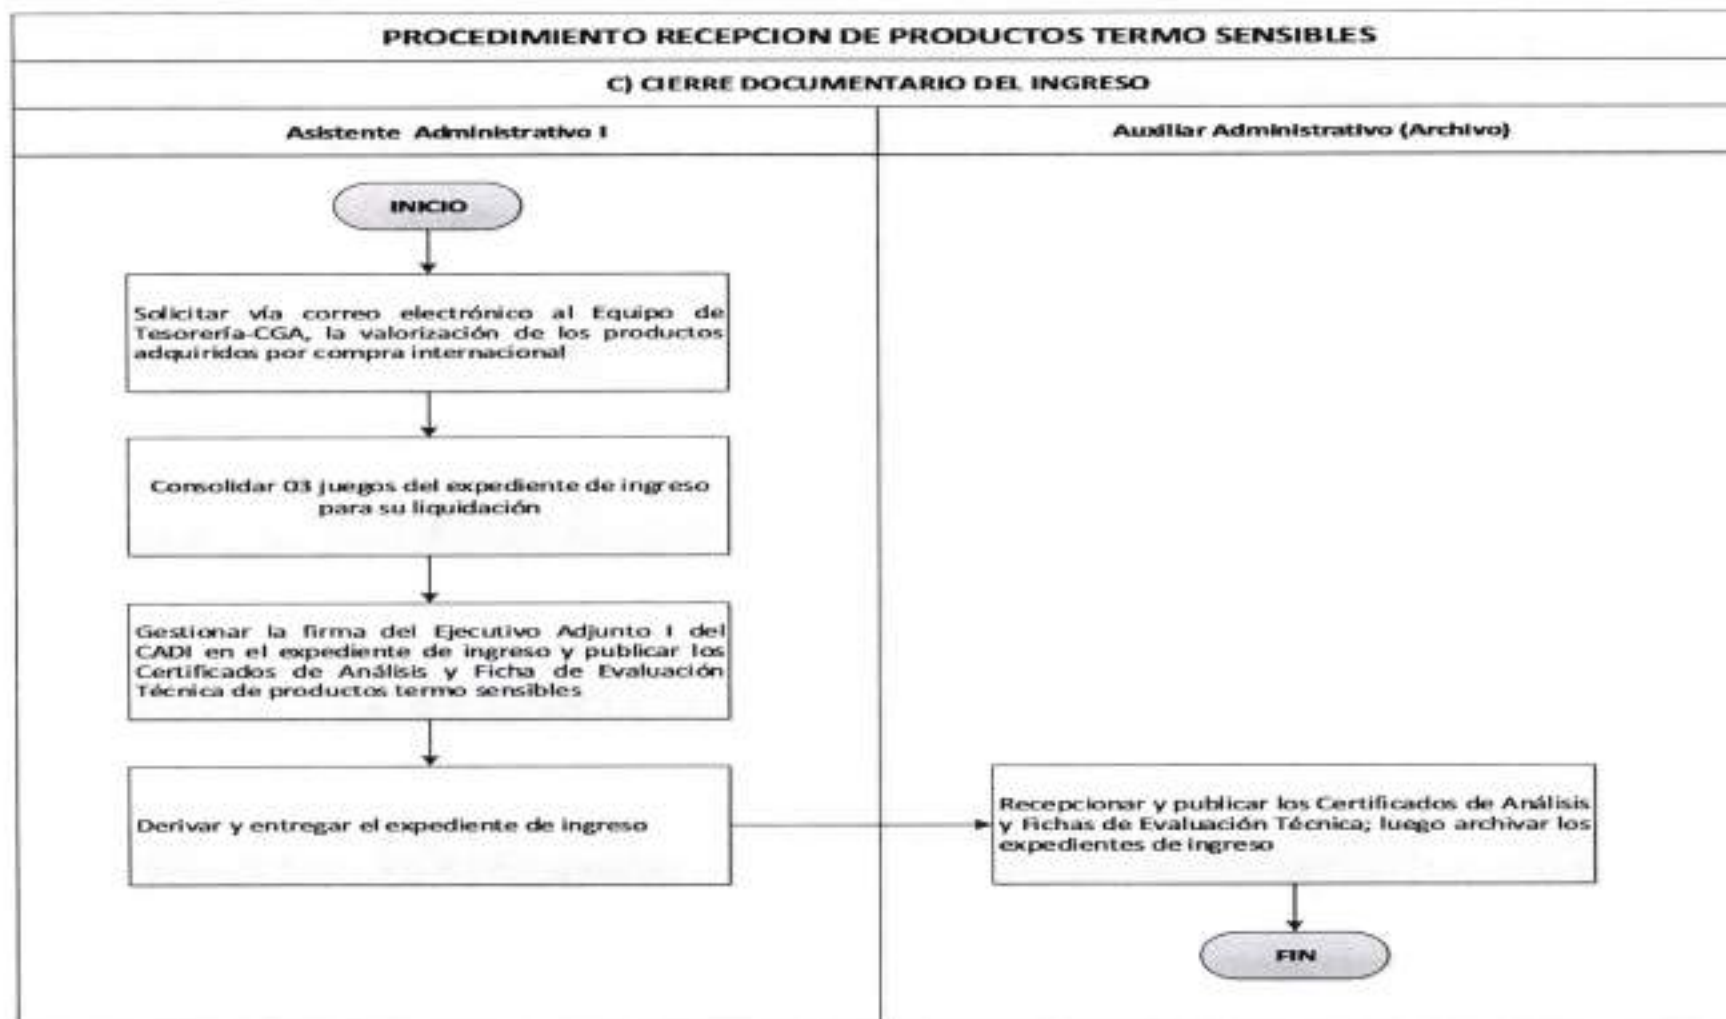 PROCEDIMIENTO RECEPCION DE PRODUCTOS TERMO SENSIBLES
C) CIERRE DOCUMENTARIO DEL INGRESO
Asistente Administrativo I
Auxiliar Administrativo (Archivo)
INICIO
Solicitar vía correo electrónico al Equipo de
Tesorería-CGA, la valorización de los productos
adquiridos por compra internacional
Consolidar 03 juegos del expediente de ingreso
para su liquidación
Gestionar la firma del Ejecutivo Adjunto I del
CADI en el expediente de ingreso y publicar los
Certificados de Análisis y Ficha de Evaluación
Técnica de productos termo sensibles
Derivar y entregar el expediente de ingreso
Recepcionar y publicar los Certificados de Análisis
y Fichas de Evaluación Técnica; luego archivar los
expedientes de ingreso
FIN